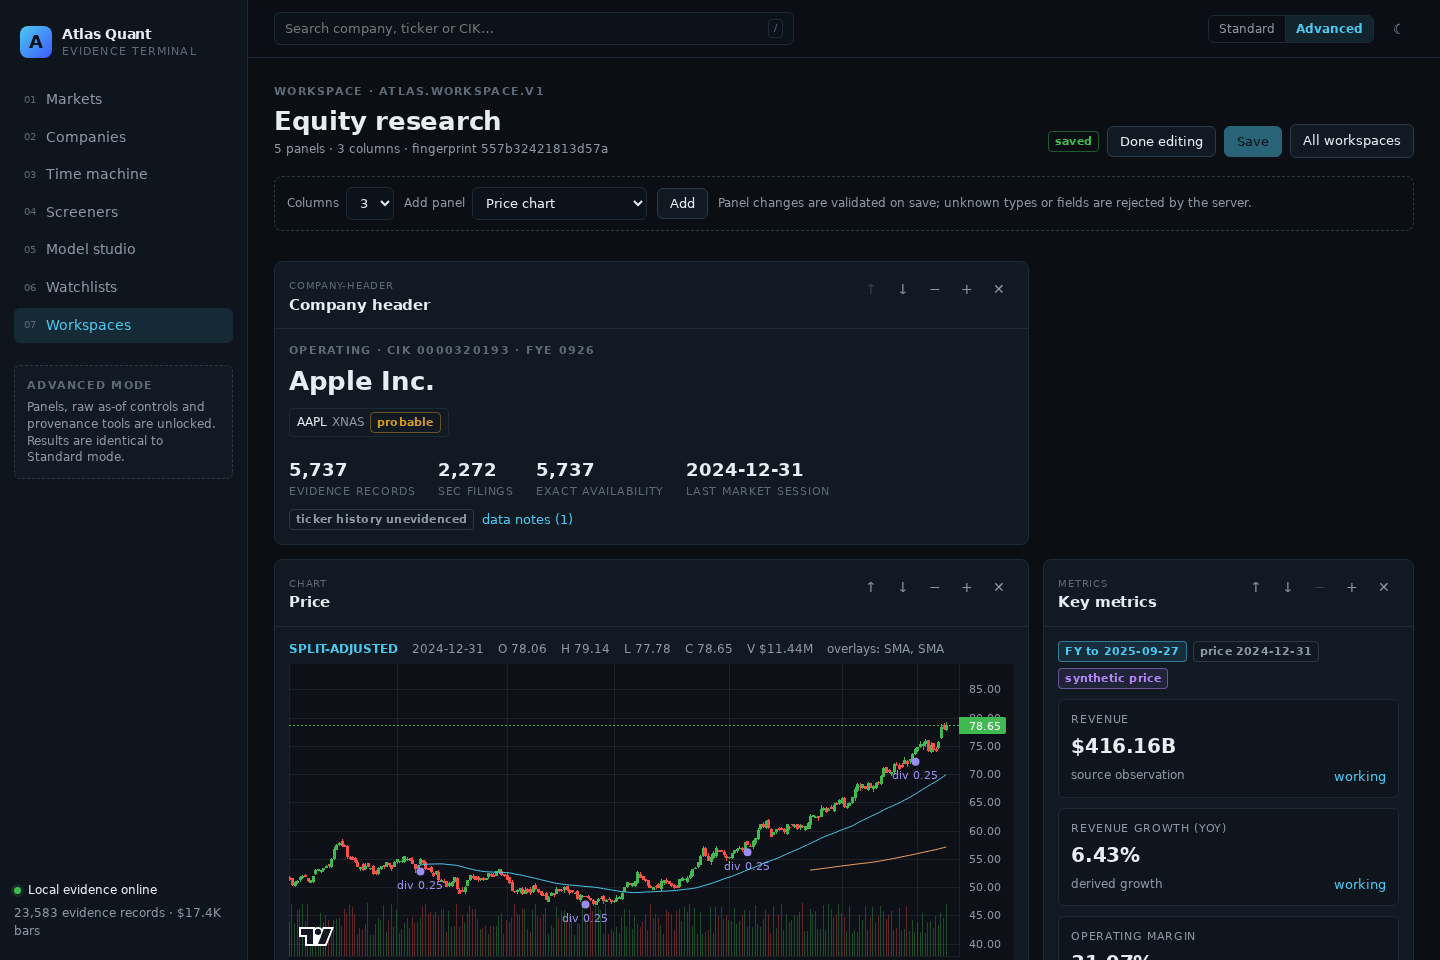 A
Atlas Quant
EVIDENCE TERMINAL
01 Markets
02 Companies
03 Time machine
04 Screeners
05 Model studio
06 Watchlists
07 Workspaces
ADVANCED MODE
Panels, raw as-of controls and
provenance tools are unlocked.
Results are identical to
Standard mode.
Local evidence online
23,583 evidence records · $17.4K
bars
Search company, ticker or CIK… /
Standard Advanced
WORKSPACE · ATLAS.WORKSPACE.V1
Equity research
5 panels · 3 columns · fingerprint 557b32421813d57a
saved Done editing Save All workspaces
Columns 3 Add panel Price chart Add Panel changes are validated on save; unknown types or fields are rejected by the server.
COMPANY-HEADER
Company header
↑ ↓ − + ✕
OPERATING · CIK 0000320193 · FYE 0926
Apple Inc.
AAPL XNAS probable
5,737 2,272 5,737 2024-12-31
EVIDENCE RECORDS SEC FILINGS EXACT AVAILABILITY LAST MARKET SESSION
ticker history unevidenced data notes (1)
CHART
Price
↑ ↓ − + ✕
SPLIT-ADJUSTED 2024-12-31 O 78.06 H 79.14 L 77.78 C 78.65 V $11.44M overlays: SMA, SMA
85.00
78.65
75.00
70.00
65.00
60.00
55.00
50.00
45.00
40.00
div 0.25
div 0.25
div 0.25
div 0.25
METRICS
Key metrics
↑ ↓ − + ✕
FY to 2025-09-27 price 2024-12-31
synthetic price
REVENUE
$416.16B
source observation working
REVENUE GROWTH (YOY)
6.43%
derived growth working
OPERATING MARGIN